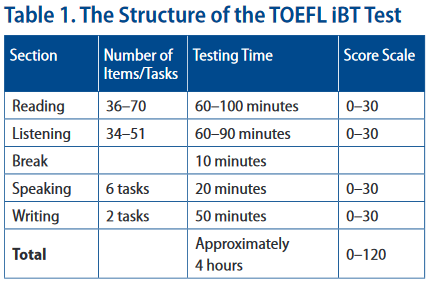 Table 1. The Structure of the TOEFL iBT Test
Section Number of Items/Tasks Testing Time Score Scale
Reading 36–70 60–100 minutes 0–30
Listening 34–51 60–90 minutes 0–30
Break 10 minutes
Speaking 6 tasks 20 minutes 0–30
Writing 2 tasks 50 minutes 0–30
Total Approximately 4 hours 0–120